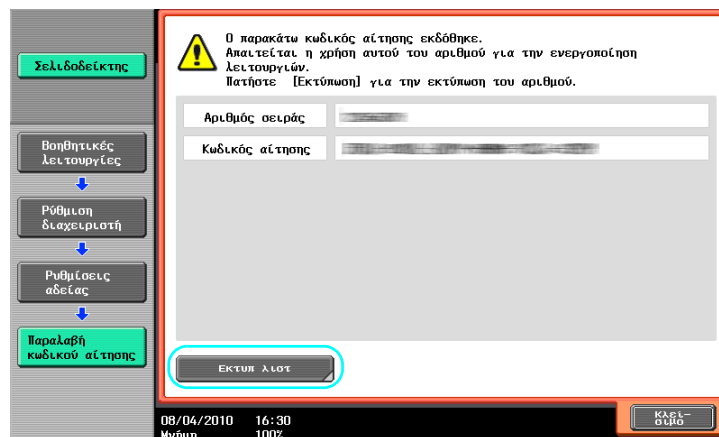 Ο παρακάτω κωδικός αίτησης εκδόθηκε.
Απαιτείται η χρήση αυτού του αριθμού για την ενεργοποίηση
λειτουργιών.
Πατήστε [Εκτύπωση] για την εκτύπωση του αριθμού.
Σελιδοδείκτης
Αριθμός σειράς
Κωδικός αίτησης
Βοηθητικές
λειτουργίες
Ρύθμιση
διαχειριστή
Ρυθμίσεις
αδείας
Παραλαβή
κωδικού αίτησης
Εκτυπ λιστ
08/04/2010 16:30
Μνήμη 100%
Κλεί-
σιμο